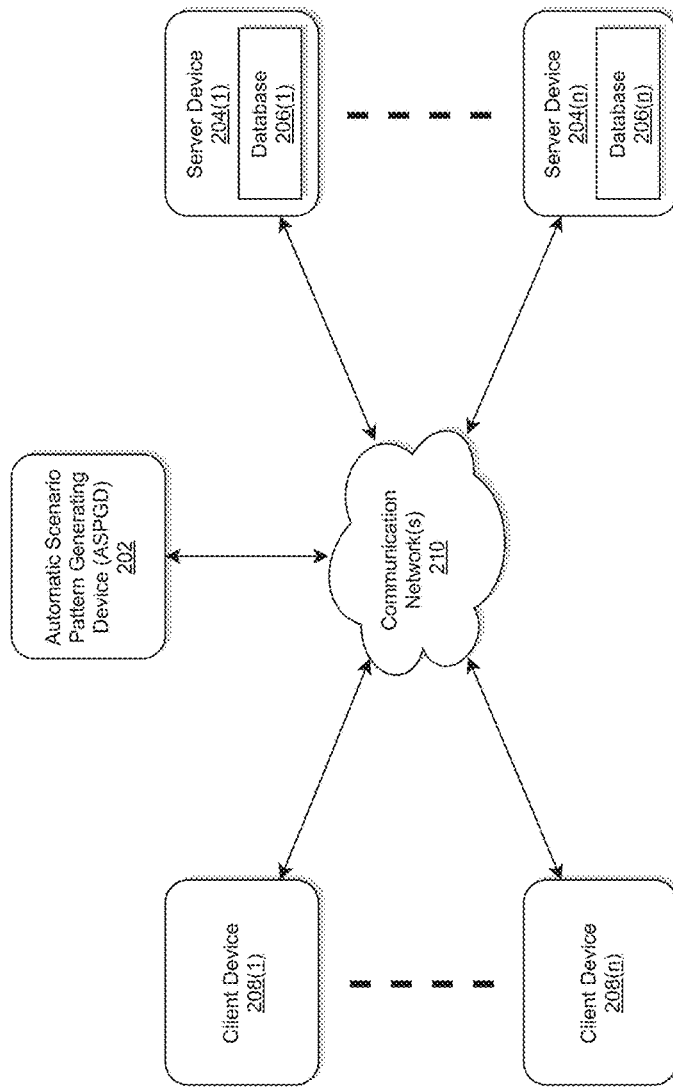 Automatic Scenario
Pattern Generating
Device (ASPGD)
202
Client Device
208(1)
Client Device
208(n)
Communication
Network(s)
210
Server Device
204(1)
Database
206(1)
Server Device
204(n)
Database
206(n)